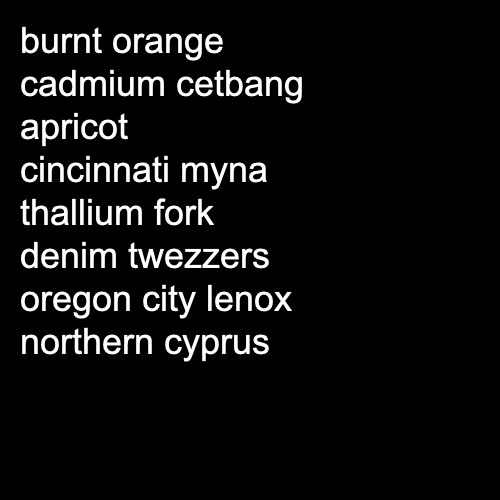 burnt orange
cadmium cetbang
apricot
cincinnati myna
thallium fork
denim twezzers
oregon city lenox
northern cyprus